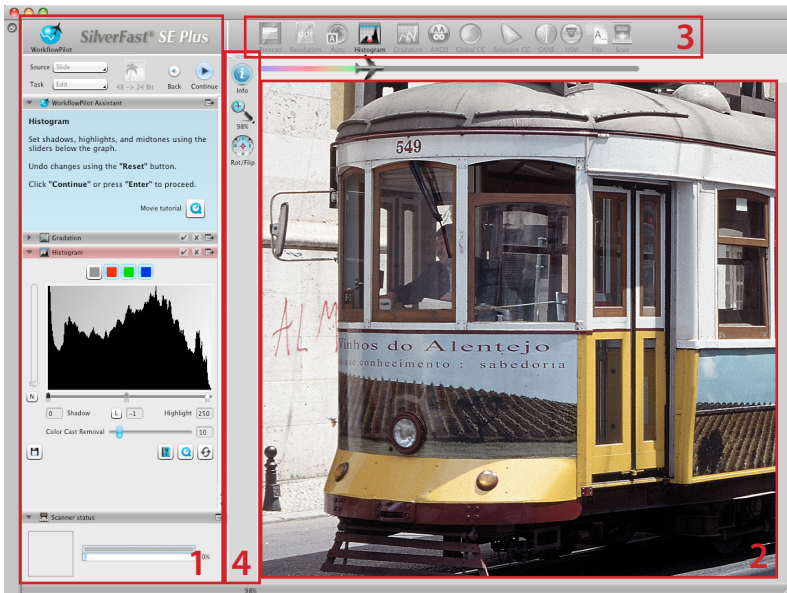 SilverFast® SE Plus
WorkflowPilot
Source Slide
Task Edit
48 -> 24 Bit
Back
Continue
WorkflowPilot Assistant
Histogram
Set shadows, highlights, and midtones using the
sliders below the graph.
Undo changes using the "Reset" button.
Click "Continue" or press "Enter" to proceed.
Movie tutorial
Gradation
Histogram
N
0 Shadow L -1 Highlight 250
Color Cast Removal 10
Scanner status
0%
1
Prescan Resolution Auto Histogram Gradation AACO Global CC Selective CC GANE USM File Scan
3
Info
98%
Rot/Flip
4
549
ALM
Vinhos do Alentejo
que conhecimento : sabedoria
2
98%